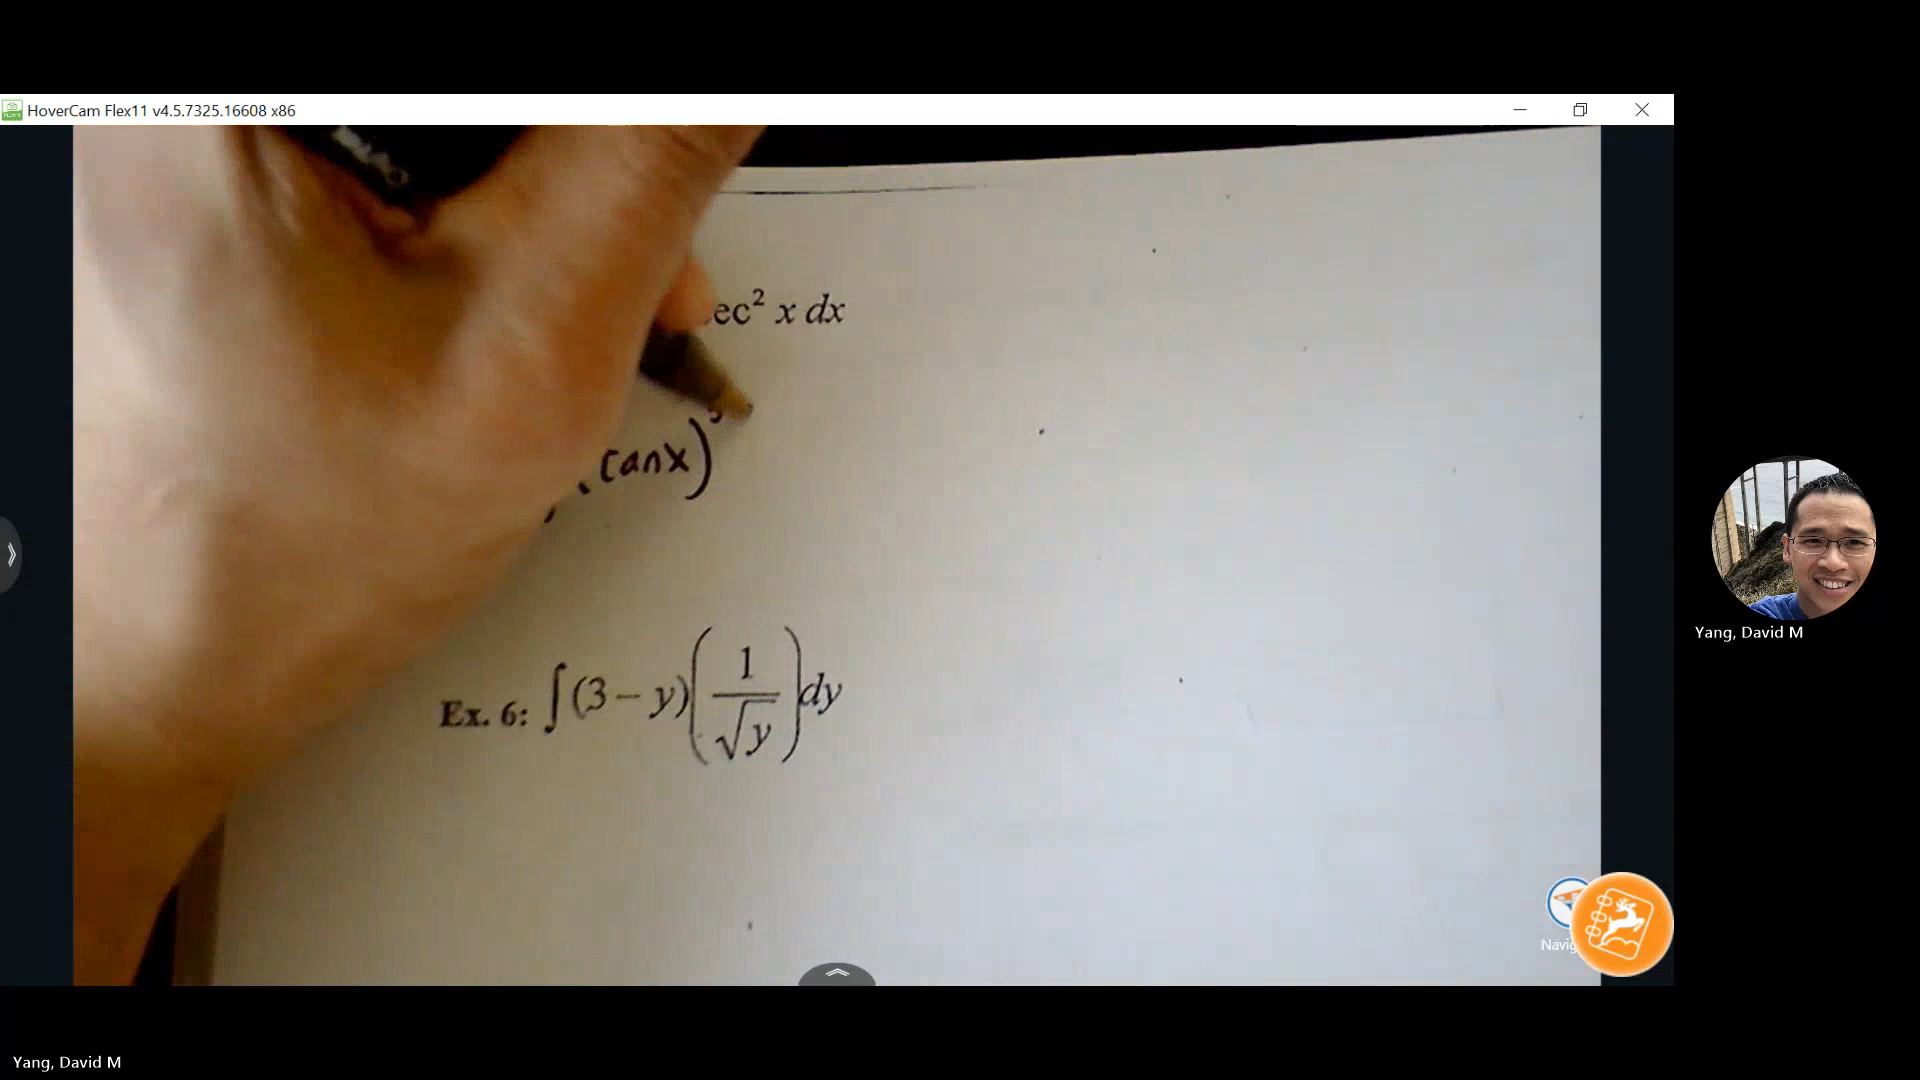 HoverCam Flex11 v4.5.7325.16608 x86
ec² x dx
(tanx)
Ex. 6: ∫(3 − y)(1/√y)dy
Yang, David M
Navig
Yang, David M